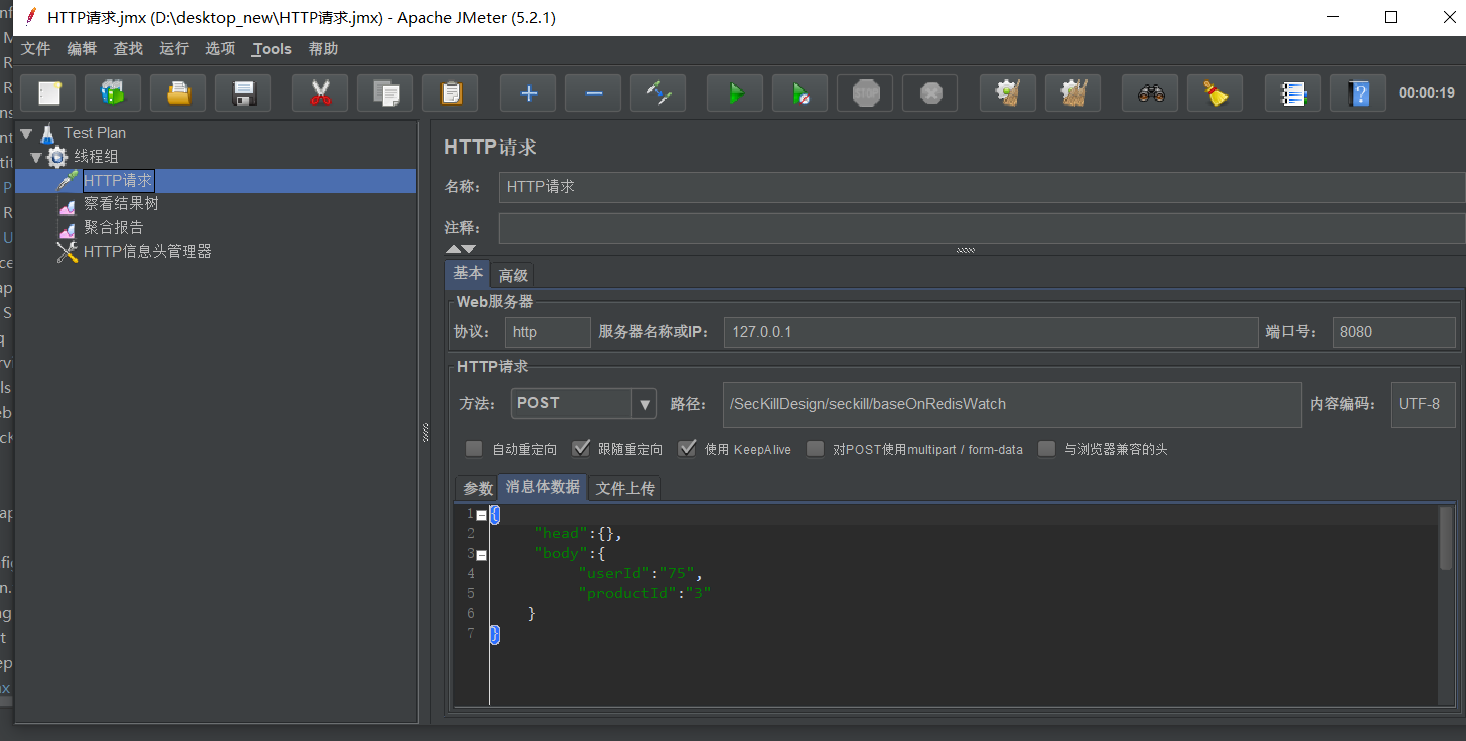 HTTP请求.jmx (D:\desktop_new\HTTP请求.jmx) - Apache JMeter (5.2.1)
文件 编辑 查找 运行 选项 Tools 帮助
STOP
00:00:19
Test Plan
线程组
HTTP请求
察看结果树
聚合报告
HTTP信息头管理器
HTTP请求
名称： HTTP请求
注释：
基本 高级
Web服务器
协议： http 服务器名称或IP： 127.0.0.1 端口号： 8080
HTTP请求
方法： POST 路径： /SecKillDesign/seckill/baseOnRedisWatch 内容编码： UTF-8
自动重定向 跟随重定向 使用 KeepAlive 对POST使用multipart / form-data 与浏览器兼容的头
参数 消息体数据 文件上传
1 {
2 "head":{},
3 "body":{
4 "userId":"75",
5 "productId":"3"
6 }
7 }